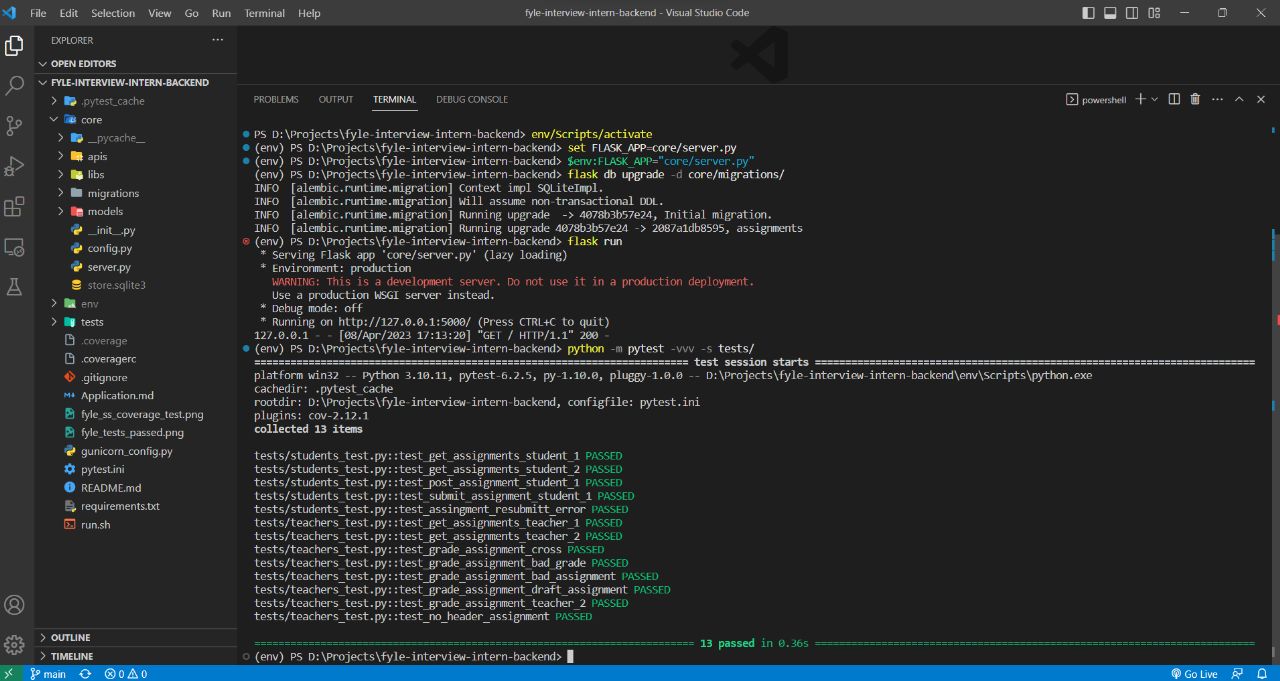 File Edit Selection View Go Run Terminal Help
fyle-interview-intern-backend - Visual Studio Code
EXPLORER
OPEN EDITORS
FYLE-INTERVIEW-INTERN-BACKEND
.pytest_cache
core
__pycache__
apis
libs
migrations
models
__init__.py
config.py
server.py
store.sqlite3
env
tests
.coverage
.coveragerc
.gitignore
Application.md
fyle_ss_coverage_test.png
fyle_tests_passed.png
gunicorn_config.py
pytest.ini
README.md
requirements.txt
run.sh
OUTLINE
TIMELINE
PROBLEMS OUTPUT TERMINAL DEBUG CONSOLE
powershell
PS D:\Projects\fyle-interview-intern-backend> env/Scripts/activate
(env) PS D:\Projects\fyle-interview-intern-backend> set FLASK_APP=core/server.py
(env) PS D:\Projects\fyle-interview-intern-backend> $env:FLASK_APP="core/server.py"
(env) PS D:\Projects\fyle-interview-intern-backend> flask db upgrade -d core/migrations/
INFO  [alembic.runtime.migration] Context impl SQLiteImpl.
INFO  [alembic.runtime.migration] Will assume non-transactional DDL.
INFO  [alembic.runtime.migration] Running upgrade  -> 4078b3b57e24, Initial migration.
INFO  [alembic.runtime.migration] Running upgrade 4078b3b57e24 -> 2087a1db8595, assignments
(env) PS D:\Projects\fyle-interview-intern-backend> flask run
* Serving Flask app 'core/server.py' (lazy loading)
* Environment: production
WARNING: This is a development server. Do not use it in a production deployment.
Use a production WSGI server instead.
* Debug mode: off
* Running on http://127.0.0.1:5000/ (Press CTRL+C to quit)
127.0.0.1 - - [08/Apr/2023 17:13:20] "GET / HTTP/1.1" 200 -
(env) PS D:\Projects\fyle-interview-intern-backend> python -m pytest -vvv -s tests/
test session starts
platform win32 -- Python 3.10.11, pytest-6.2.5, py-1.10.0, pluggy-1.0.0 -- D:\Projects\fyle-interview-intern-backend\env\Scripts\python.exe
cachedir: .pytest_cache
rootdir: D:\Projects\fyle-interview-intern-backend, configfile: pytest.ini
plugins: cov-2.12.1
collected 13 items
tests/students_test.py::test_get_assignments_student_1 PASSED
tests/students_test.py::test_get_assignments_student_2 PASSED
tests/students_test.py::test_post_assignment_student_1 PASSED
tests/students_test.py::test_submit_assignment_student_1 PASSED
tests/students_test.py::test_assingment_resubmitt_error PASSED
tests/teachers_test.py::test_get_assignments_teacher_1 PASSED
tests/teachers_test.py::test_get_assignments_teacher_2 PASSED
tests/teachers_test.py::test_grade_assignment_cross PASSED
tests/teachers_test.py::test_grade_assignment_bad_grade PASSED
tests/teachers_test.py::test_grade_assignment_bad_assignment PASSED
tests/teachers_test.py::test_grade_assignment_draft_assignment PASSED
tests/teachers_test.py::test_grade_assignment_teacher_2 PASSED
tests/teachers_test.py::test_no_header_assignment PASSED
13 passed in 0.36s
(env) PS D:\Projects\fyle-interview-intern-backend>
main 0 0 Go Live